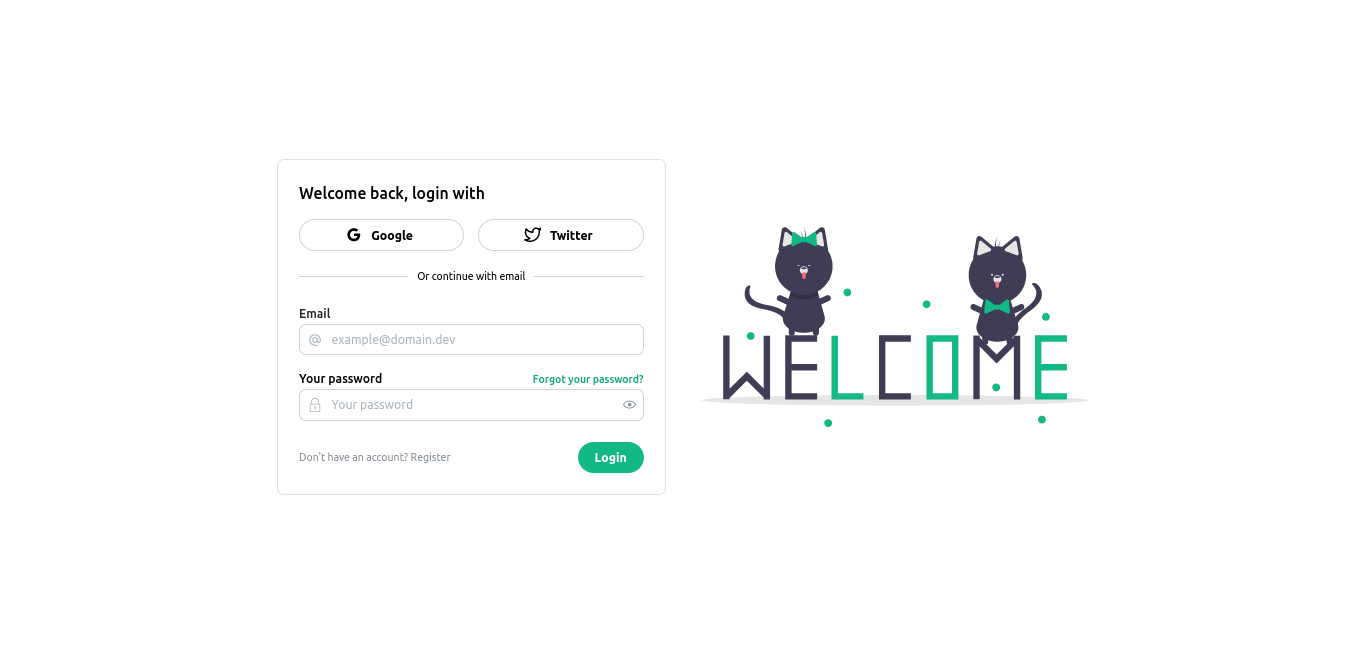 Welcome back, login with
Google
Twitter
Or continue with email
Email
@ example@domain.dev
Your password
Forgot your password?
Your password
Don't have an account? Register
Login
WELCOME